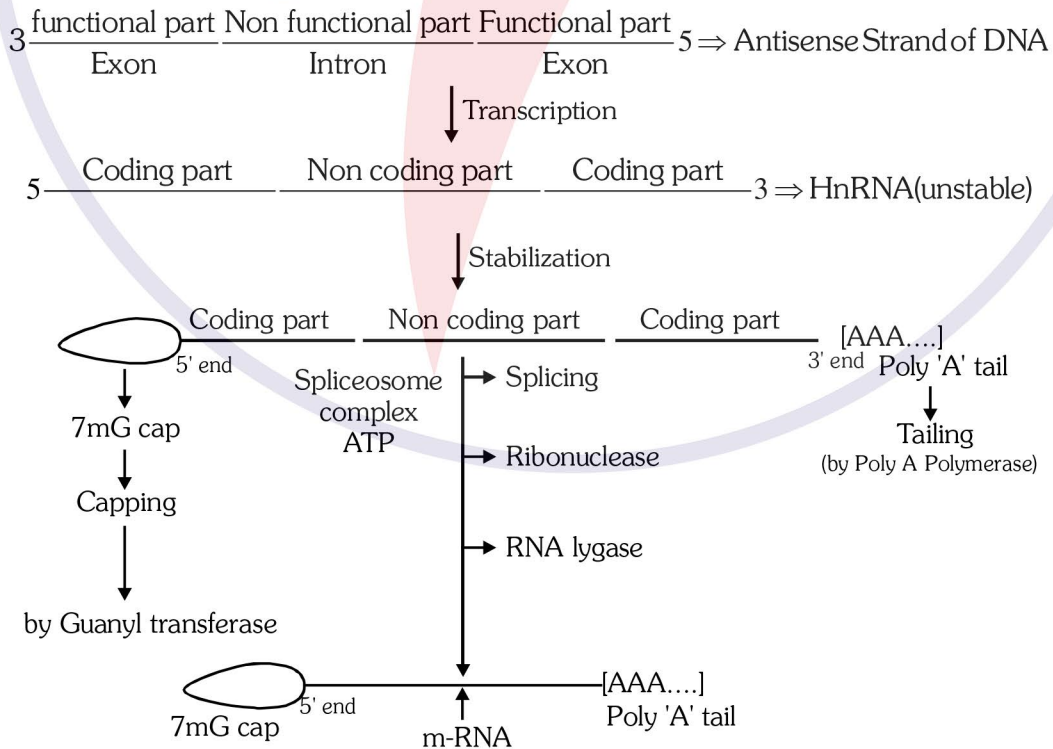 3 functional part Non functional part Functional part 5 ⇒ Antisense Strand of DNA
Exon Intron Exon
Transcription
5 Coding part Non coding part Coding part 3 ⇒ HnRNA(unstable)
Stabilization
Coding part Non coding part Coding part [AAA....]
5' end 3' end Poly 'A' tail
Spliceosome complex ATP
Splicing
7mG cap
Tailing
Ribonuclease
(by Poly A Polymerase)
Capping
RNA lygase
by Guanyl transferase
[AAA....]
5' end
Poly 'A' tail
7mG cap
m-RNA